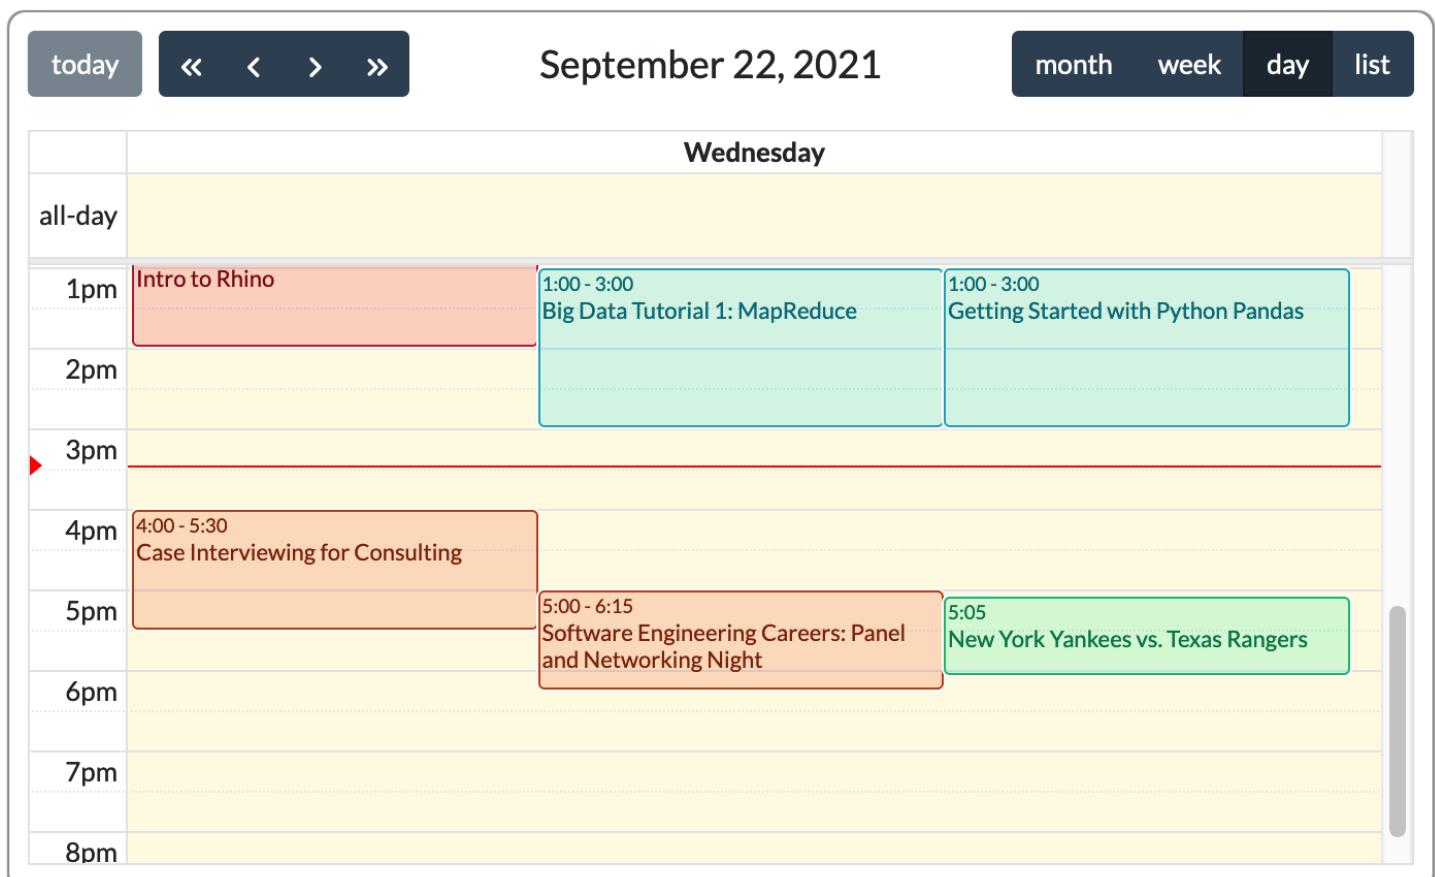 today « ‹ › » September 22, 2021 month week day list
Wednesday
all-day
1pm
Intro to Rhino
1:00 - 3:00
Big Data Tutorial 1: MapReduce
1:00 - 3:00
Getting Started with Python Pandas
2pm
3pm
4pm
4:00 - 5:30
Case Interviewing for Consulting
5pm
5:00 - 6:15
Software Engineering Careers: Panel
and Networking Night
5:05
New York Yankees vs. Texas Rangers
6pm
7pm
8pm